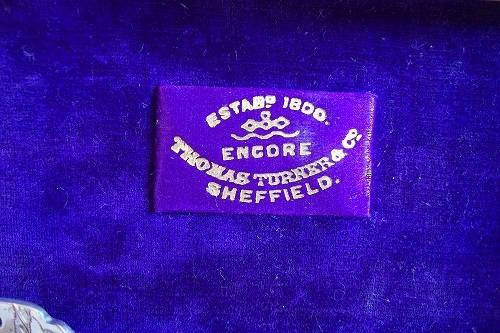 ESTABD 1800.
ENCORE
THOMAS TURNER & CO
SHEFFIELD.